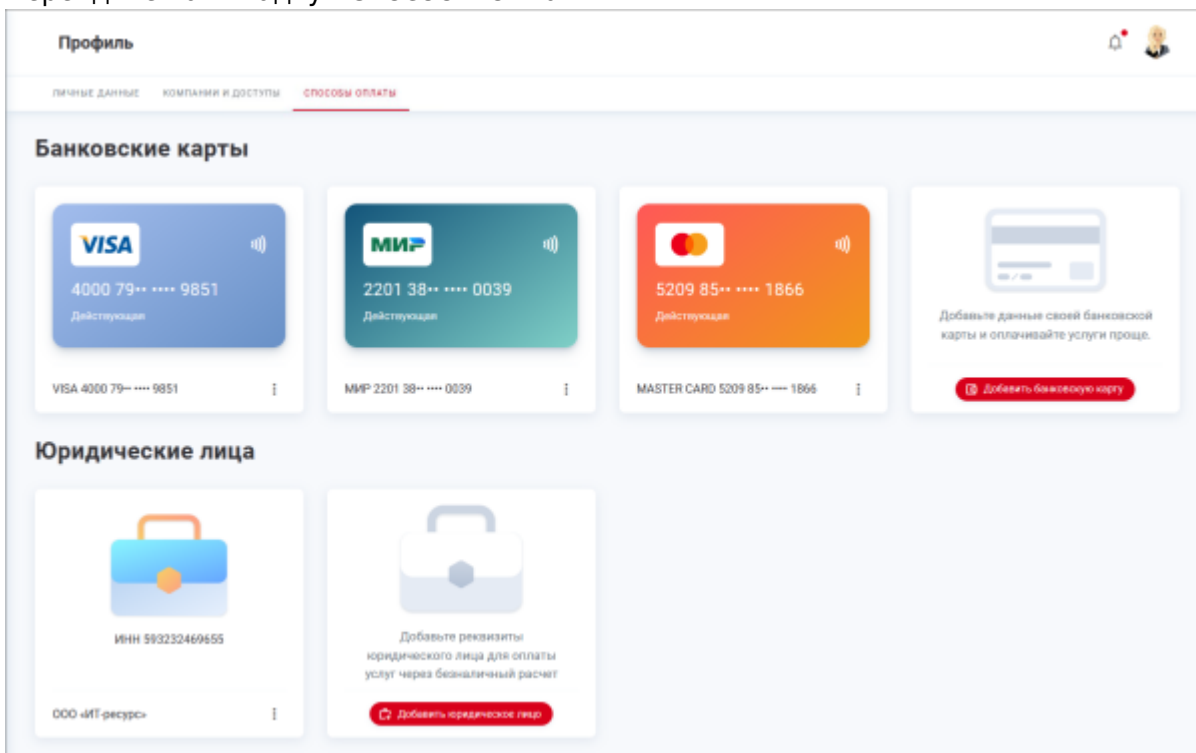 Профиль
ЛИЧНЫЕ ДАННЫЕ КОМПАНИИ И ДОСТУПЫ СПОСОБЫ ОПЛАТЫ
Банковские карты
VISA
4000 79•• •••• 9851
Действующая
VISA 4000 79•• •••• 9851
МИР
2201 38•• •••• 0039
Действующая
МИР 2201 38•• •••• 0039
5209 85•• •••• 1866
Действующая
MASTER CARD 5209 85•• •••• 1866
Добавьте данные своей банковской
карты и оплачивайте услуги проще.
Добавить банковскую карту
Юридические лица
ИНН 593232469655
ООО «ИТ-ресурс»
Добавьте реквизиты
юридического лица для оплаты
услуг через безналичный расчет
Добавить юридическое лицо